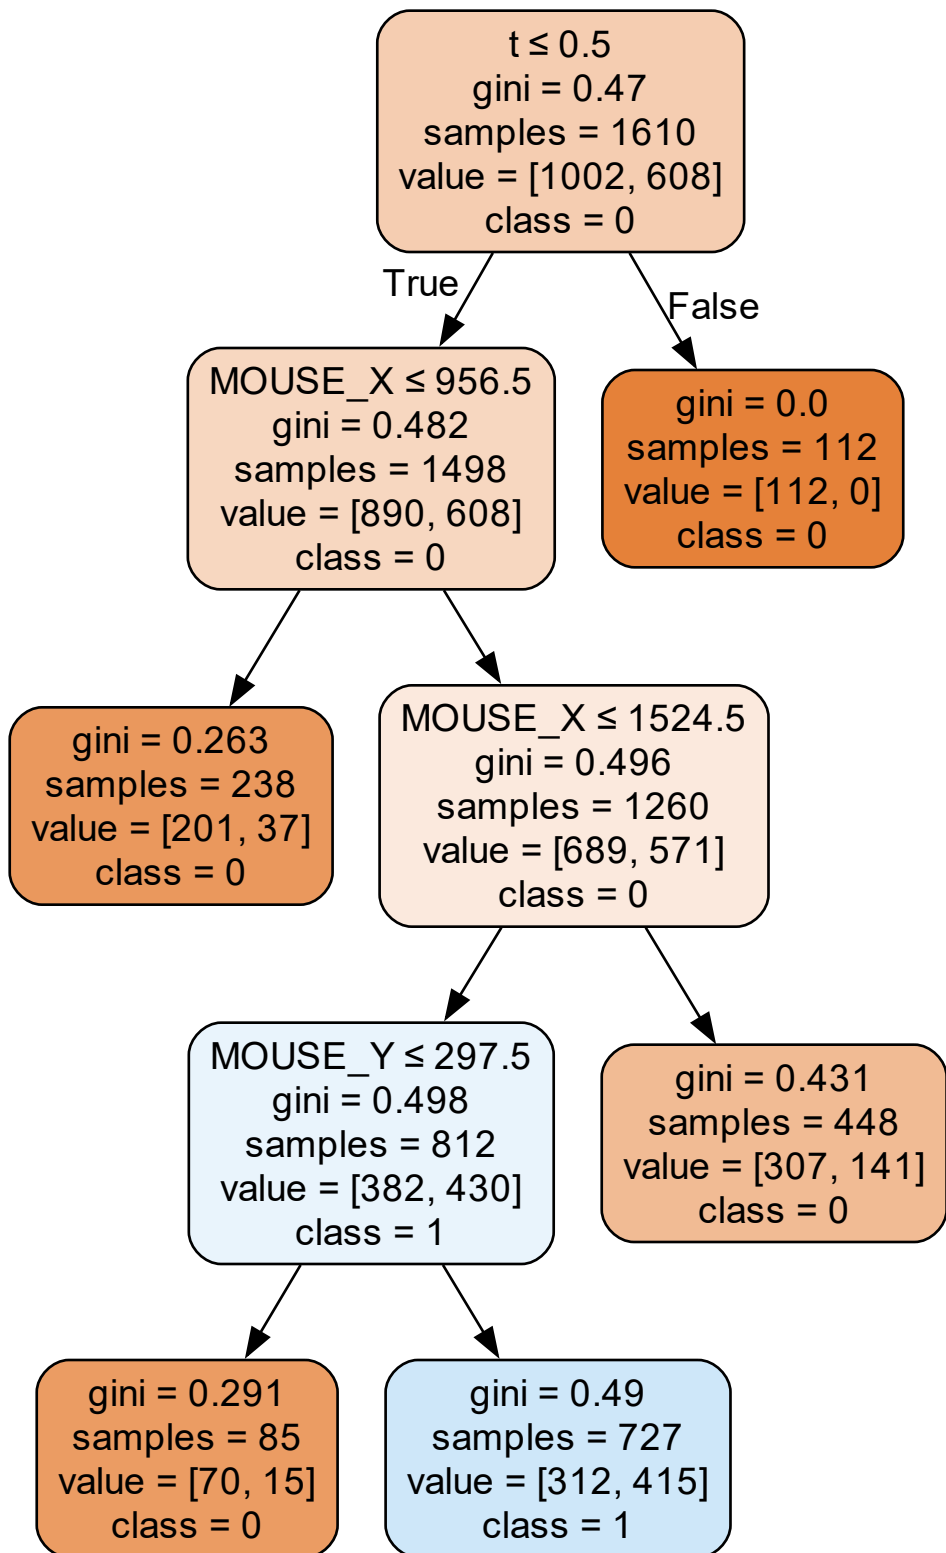 t ≤ 0.5
gini = 0.47
samples = 1610
value = [1002, 608]
class = 0
True
False
MOUSE_X ≤ 956.5
gini = 0.482
samples = 1498
value = [890, 608]
class = 0
gini = 0.0
samples = 112
value = [112, 0]
class = 0
gini = 0.263
samples = 238
value = [201, 37]
class = 0
MOUSE_X ≤ 1524.5
gini = 0.496
samples = 1260
value = [689, 571]
class = 0
MOUSE_Y ≤ 297.5
gini = 0.498
samples = 812
value = [382, 430]
class = 1
gini = 0.431
samples = 448
value = [307, 141]
class = 0
gini = 0.291
samples = 85
value = [70, 15]
class = 0
gini = 0.49
samples = 727
value = [312, 415]
class = 1